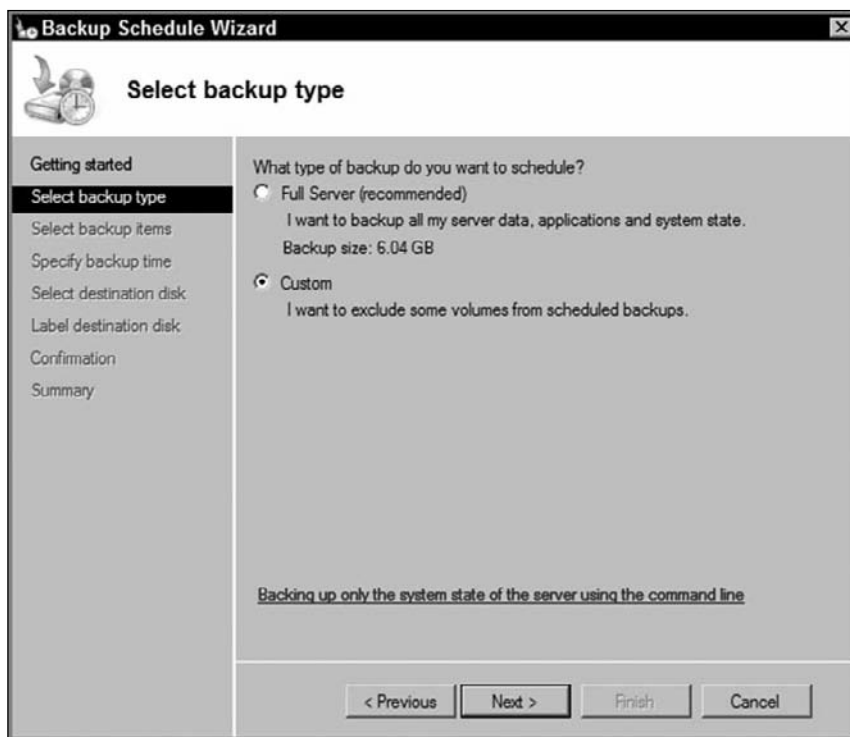 Backup Schedule Wizard
Select backup type
Getting started
Select backup type
Select backup items
Specify backup time
Select destination disk
Label destination disk
Confirmation
Summary
What type of backup do you want to schedule?
Full Server (recommended)
I want to backup all my server data, applications and system state.
Backup size: 6.04 GB
Custom
I want to exclude some volumes from scheduled backups.
Backing up only the system state of the server using the command line
< Previous
Next >
Finish
Cancel